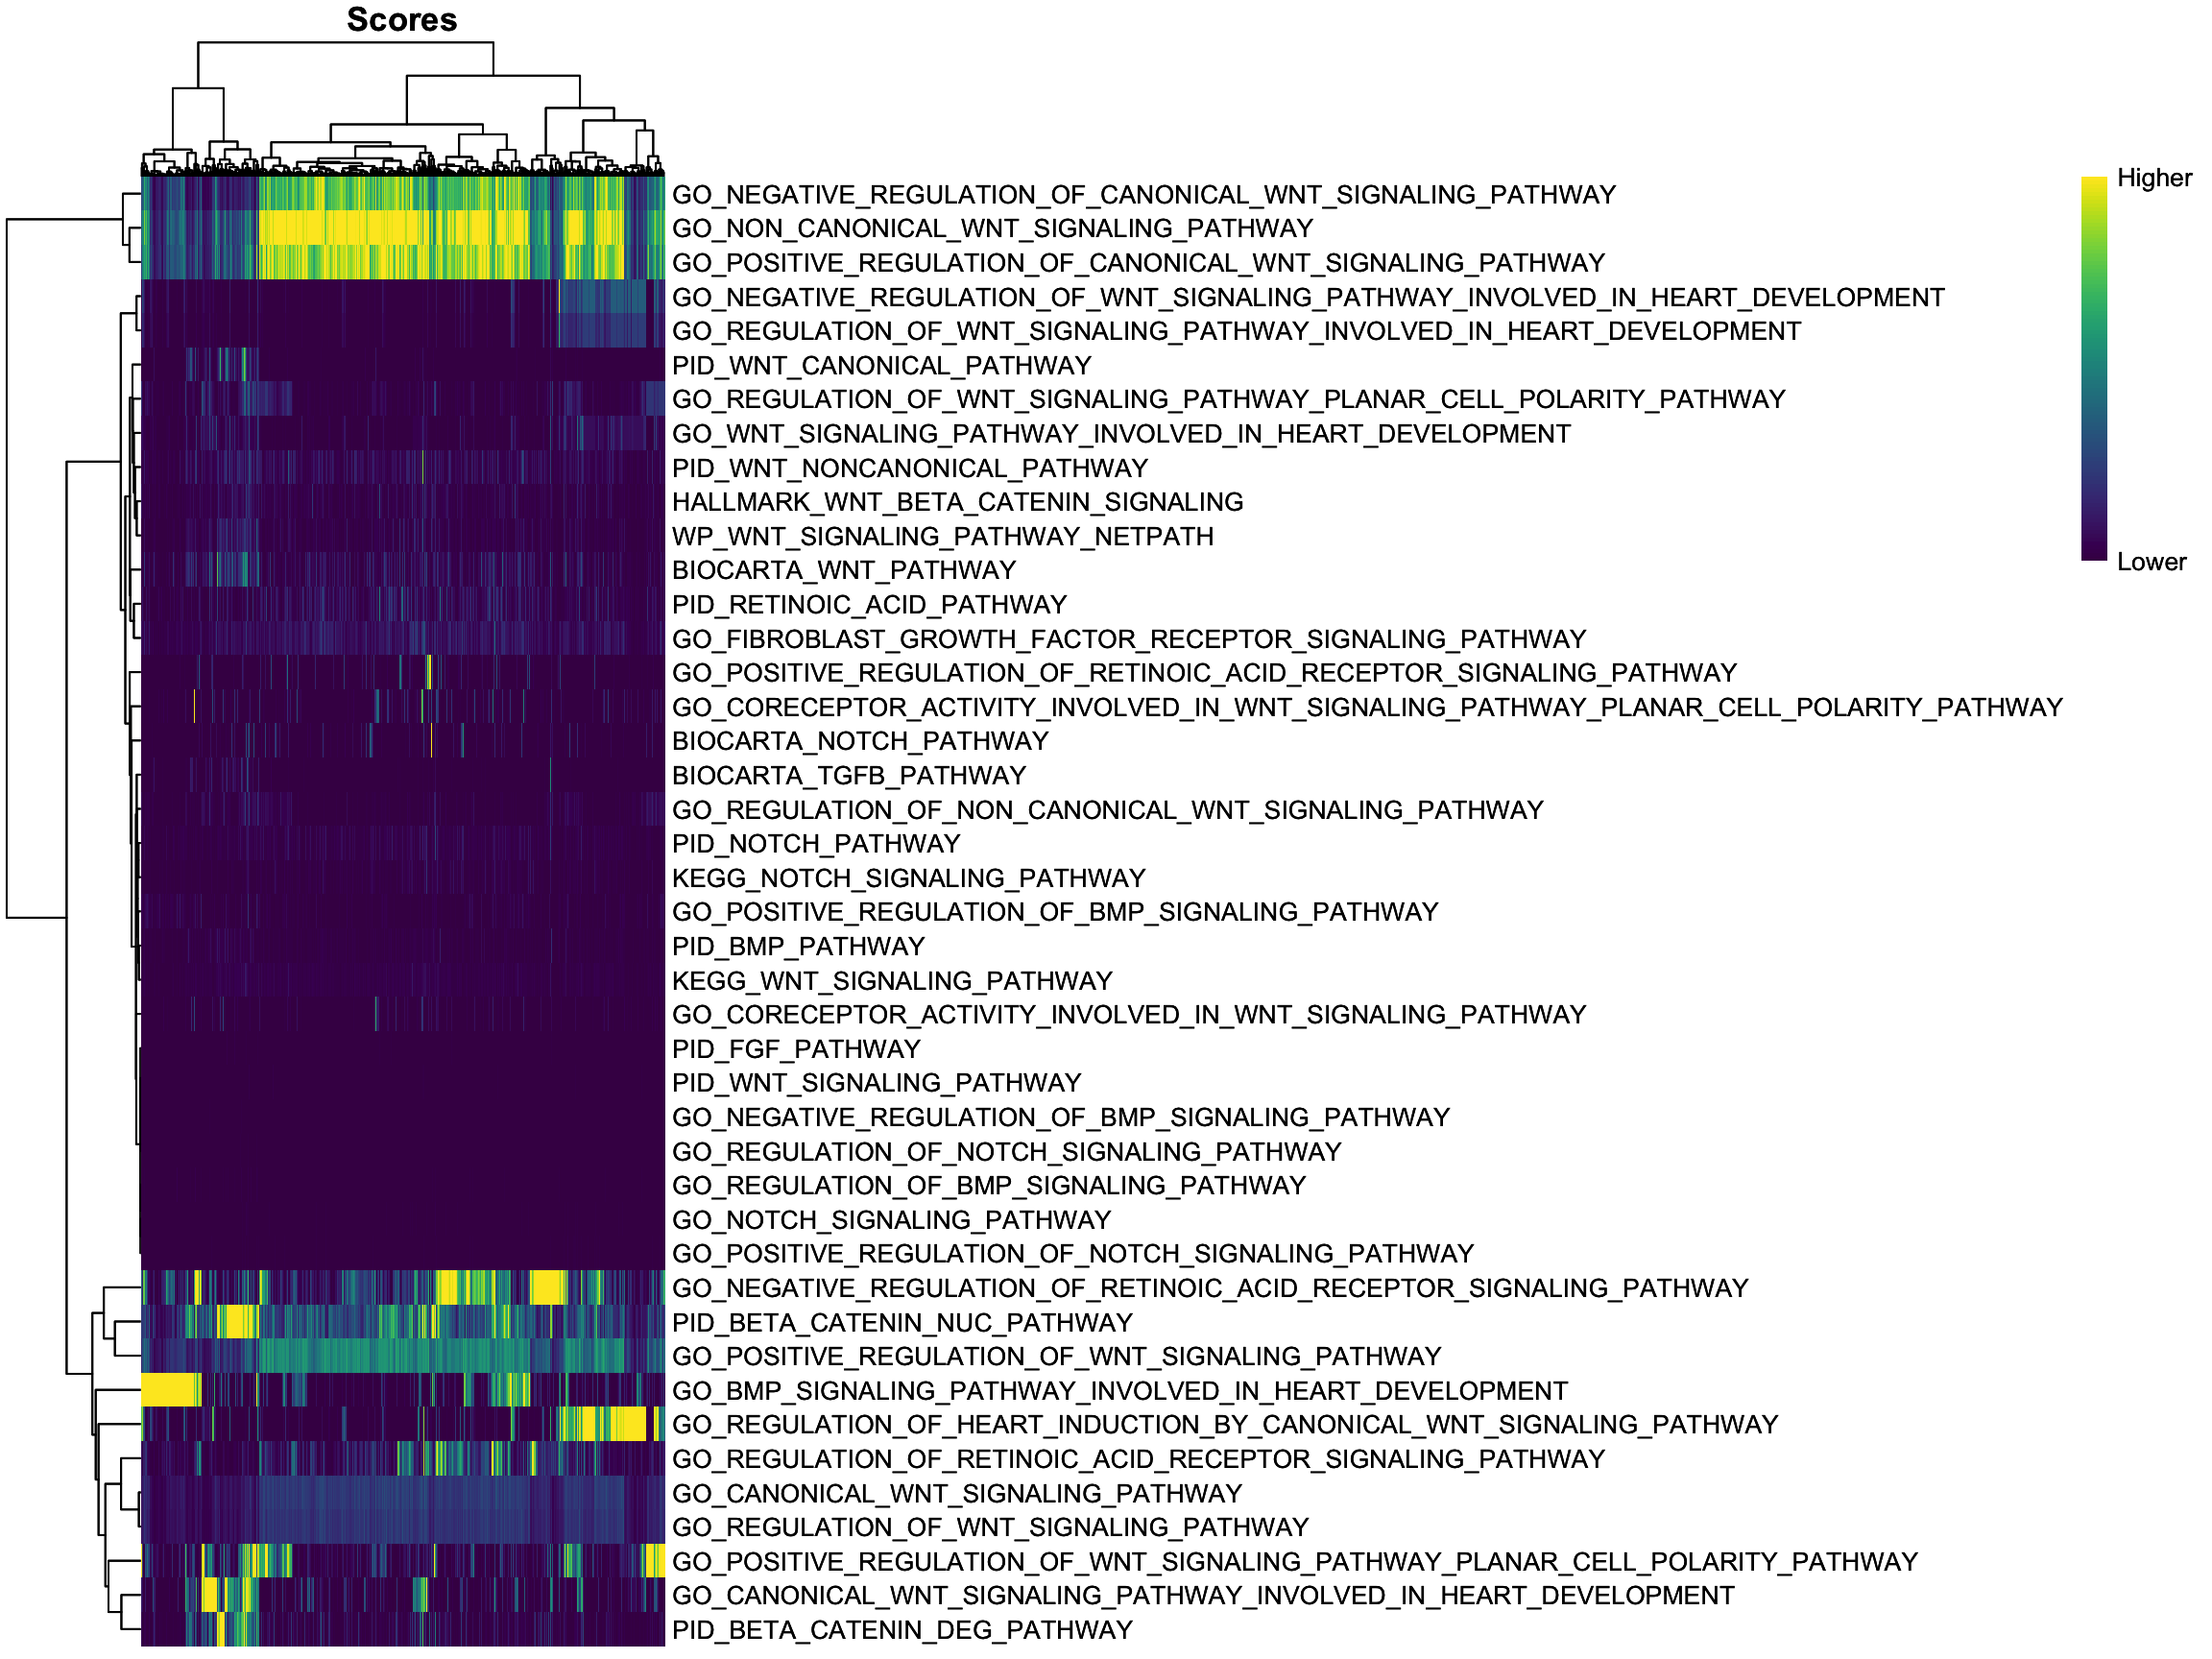 Scores
Higher
Lower
GO_NEGATIVE_REGULATION_OF_CANONICAL_WNT_SIGNALING_PATHWAY
GO_NON_CANONICAL_WNT_SIGNALING_PATHWAY
GO_POSITIVE_REGULATION_OF_CANONICAL_WNT_SIGNALING_PATHWAY
GO_NEGATIVE_REGULATION_OF_WNT_SIGNALING_PATHWAY_INVOLVED_IN_HEART_DEVELOPMENT
GO_REGULATION_OF_WNT_SIGNALING_PATHWAY_INVOLVED_IN_HEART_DEVELOPMENT
PID_WNT_CANONICAL_PATHWAY
GO_REGULATION_OF_WNT_SIGNALING_PATHWAY_PLANAR_CELL_POLARITY_PATHWAY
GO_WNT_SIGNALING_PATHWAY_INVOLVED_IN_HEART_DEVELOPMENT
PID_WNT_NONCANONICAL_PATHWAY
HALLMARK_WNT_BETA_CATENIN_SIGNALING
WP_WNT_SIGNALING_PATHWAY_NETPATH
BIOCARTA_WNT_PATHWAY
PID_RETINOIC_ACID_PATHWAY
GO_FIBROBLAST_GROWTH_FACTOR_RECEPTOR_SIGNALING_PATHWAY
GO_POSITIVE_REGULATION_OF_RETINOIC_ACID_RECEPTOR_SIGNALING_PATHWAY
GO_CORECEPTOR_ACTIVITY_INVOLVED_IN_WNT_SIGNALING_PATHWAY_PLANAR_CELL_POLARITY_PATHWAY
BIOCARTA_NOTCH_PATHWAY
BIOCARTA_TGFB_PATHWAY
GO_REGULATION_OF_NON_CANONICAL_WNT_SIGNALING_PATHWAY
PID_NOTCH_PATHWAY
KEGG_NOTCH_SIGNALING_PATHWAY
GO_POSITIVE_REGULATION_OF_BMP_SIGNALING_PATHWAY
PID_BMP_PATHWAY
KEGG_WNT_SIGNALING_PATHWAY
GO_CORECEPTOR_ACTIVITY_INVOLVED_IN_WNT_SIGNALING_PATHWAY
PID_FGF_PATHWAY
PID_WNT_SIGNALING_PATHWAY
GO_NEGATIVE_REGULATION_OF_BMP_SIGNALING_PATHWAY
GO_REGULATION_OF_NOTCH_SIGNALING_PATHWAY
GO_REGULATION_OF_BMP_SIGNALING_PATHWAY
GO_NOTCH_SIGNALING_PATHWAY
GO_POSITIVE_REGULATION_OF_NOTCH_SIGNALING_PATHWAY
GO_NEGATIVE_REGULATION_OF_RETINOIC_ACID_RECEPTOR_SIGNALING_PATHWAY
PID_BETA_CATENIN_NUC_PATHWAY
GO_POSITIVE_REGULATION_OF_WNT_SIGNALING_PATHWAY
GO_BMP_SIGNALING_PATHWAY_INVOLVED_IN_HEART_DEVELOPMENT
GO_REGULATION_OF_HEART_INDUCTION_BY_CANONICAL_WNT_SIGNALING_PATHWAY
GO_REGULATION_OF_RETINOIC_ACID_RECEPTOR_SIGNALING_PATHWAY
GO_CANONICAL_WNT_SIGNALING_PATHWAY
GO_REGULATION_OF_WNT_SIGNALING_PATHWAY
GO_POSITIVE_REGULATION_OF_WNT_SIGNALING_PATHWAY_PLANAR_CELL_POLARITY_PATHWAY
GO_CANONICAL_WNT_SIGNALING_PATHWAY_INVOLVED_IN_HEART_DEVELOPMENT
PID_BETA_CATENIN_DEG_PATHWAY